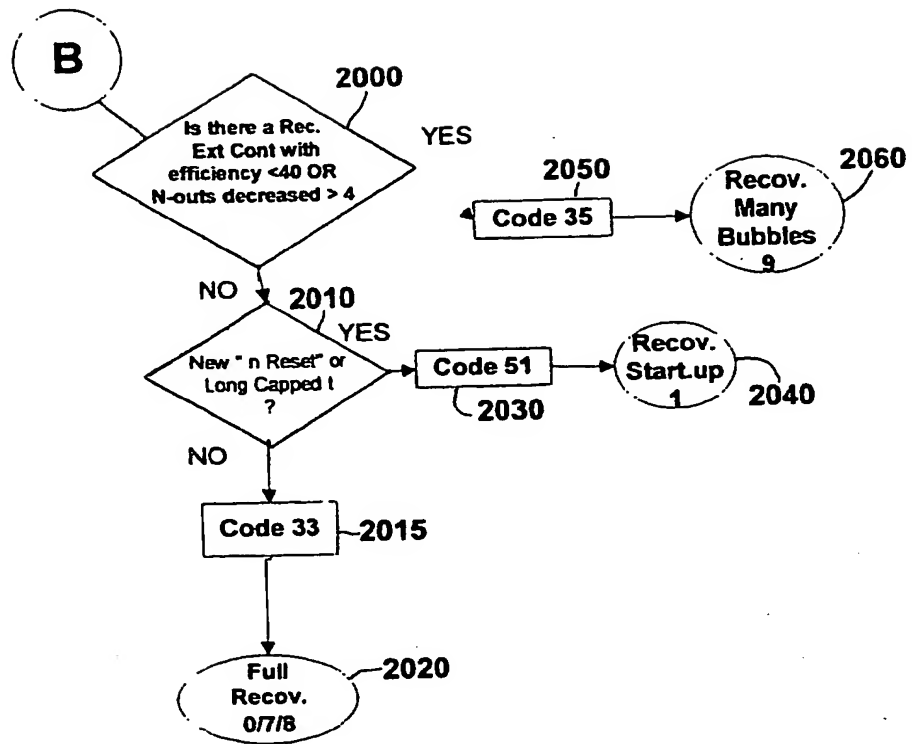 B
2000
Is there a Rec.
Ext Cont with
efficiency <40 OR
N-outs decreased > 4
YES
2050
Code 35
2060
Recov.
Many
Bubbles
9
NO
2010
YES
New " n Reset" or
Long Capped t
?
Code 51
2030
Recov.
Start.up
1
2040
NO
Code 33
2015
Full
Recov.
0/7/8
2020